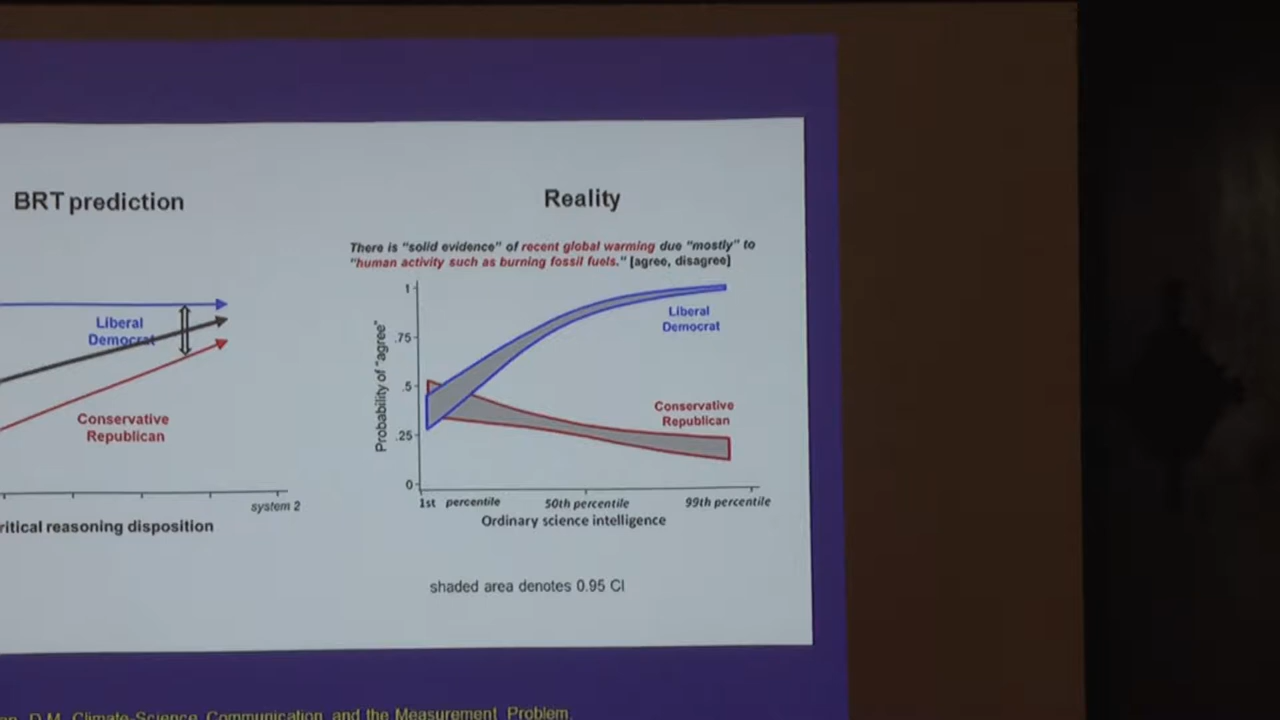 BRT prediction
Liberal
Democrat
Conservative
Republican
system 2
ritical reasoning disposition
Reality
There is “solid evidence” of recent global warming due “mostly” to
“human activity such as burning fossil fuels.” [agree, disagree]
Probability of "agree"
1
.75
.5
.25
0
Liberal
Democrat
Conservative
Republican
1st percentile 50th percentile 99th percentile
Ordinary science intelligence
shaded area denotes 0.95 CI
D.M. Climate-Science Communication and the Measurement Problem.